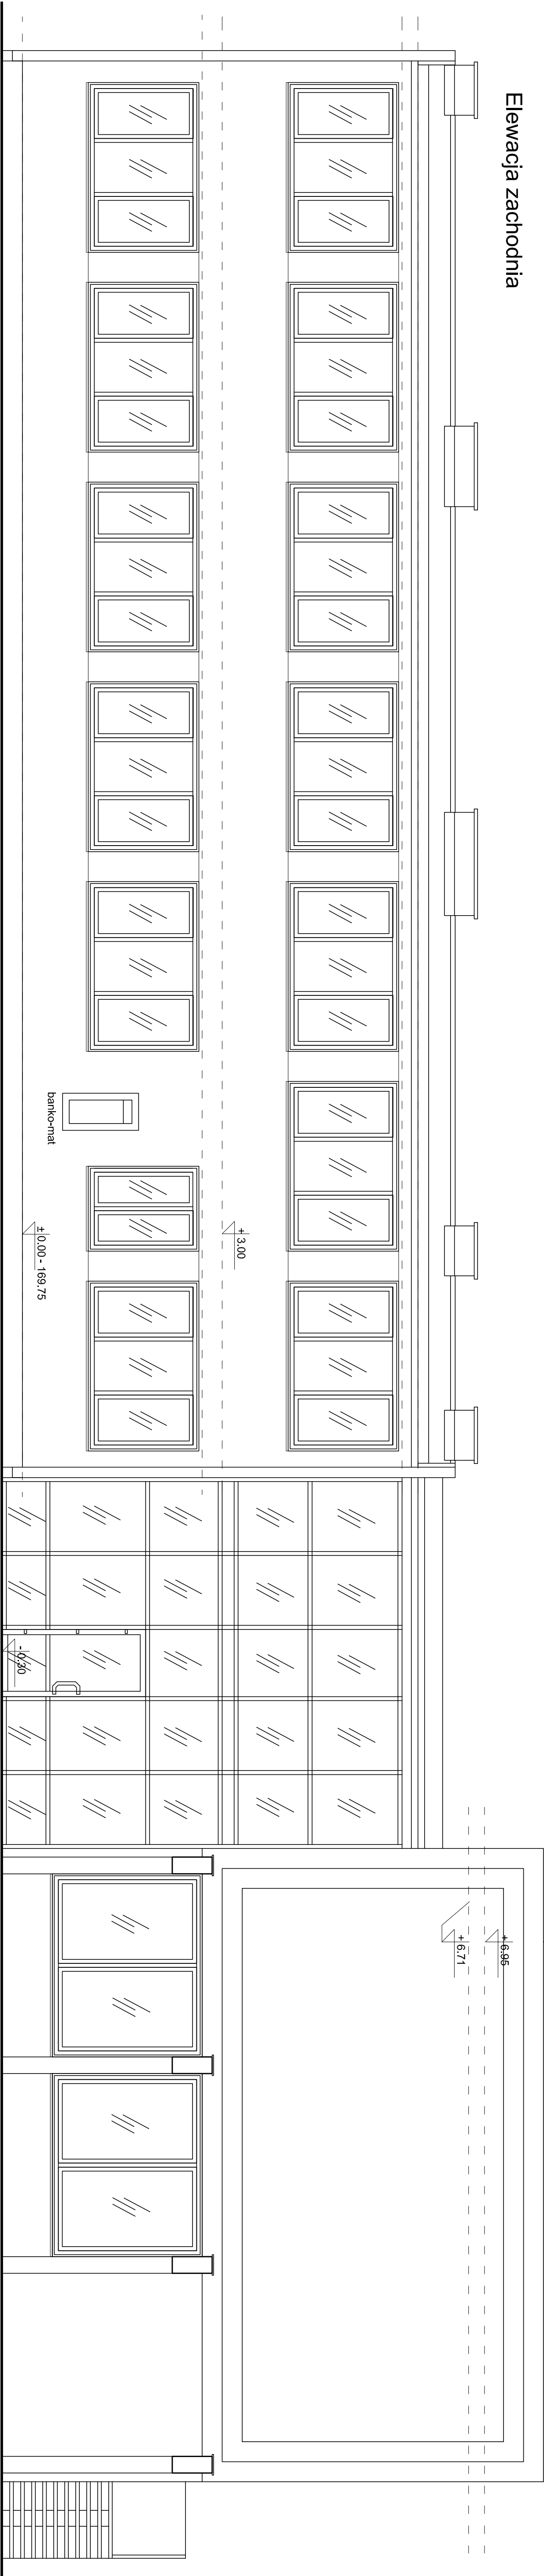 Elewacja zachodnia
banko-mat
± 0.00 - 169.75
+ 3.00
- 0.30
+ 6.95
+ 6.71